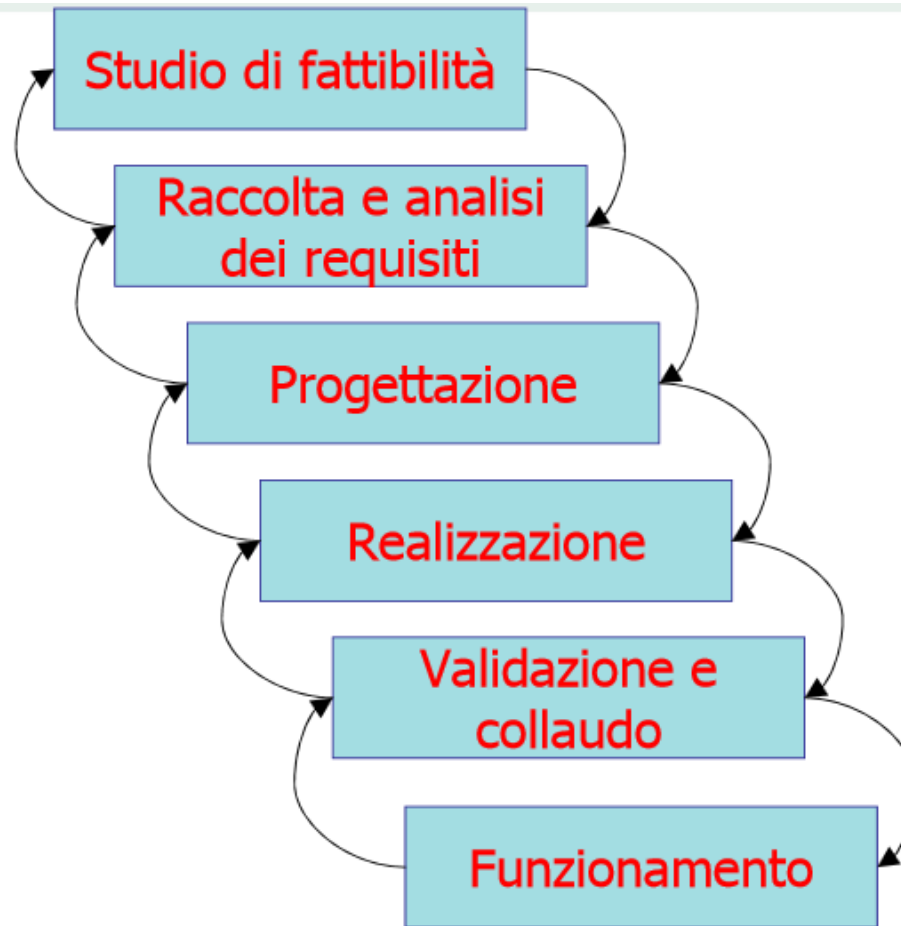 Studio di fattibilità
Raccolta e analisi
dei requisiti
Progettazione
Realizzazione
Validazione e
collaudo
Funzionamento